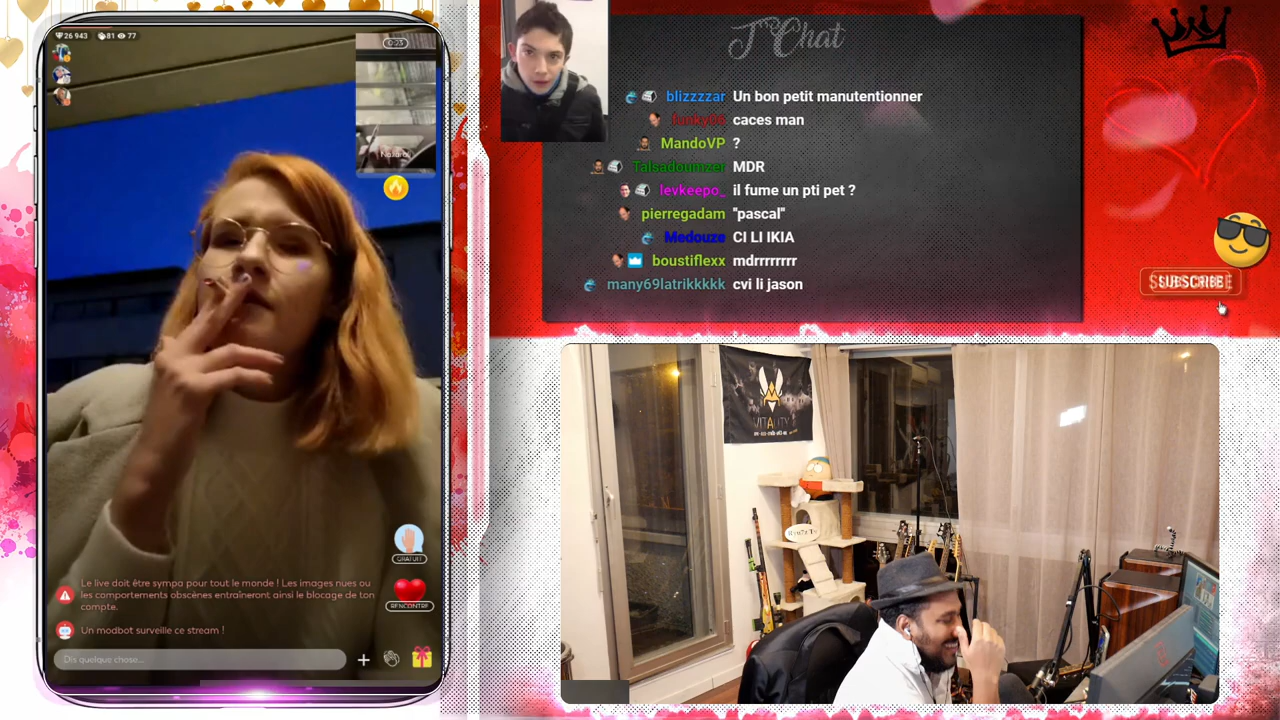 26 943 81 77
0:23
Le live doit être sympa pour tout le monde ! Les images nues ou
les comportements obscènes entraîneront ainsi le blocage de ton
compte.
Un modbot surveille ce stream !
Dis quelque chose...
GRATUIT
RENCONTRE
J'Chat
blizzzzar Un bon petit manutentionner
caces man
MandoVP ?
Talsadoumzer MDR
levkeepo_ il fume un pti pet ?
pierregadam "pascal"
Medouze CI LI IKIA
boustiflexx mdrrrrrrrr
many69latrikkkkk cvi li jason
SUBSCRIBE
VITALITY